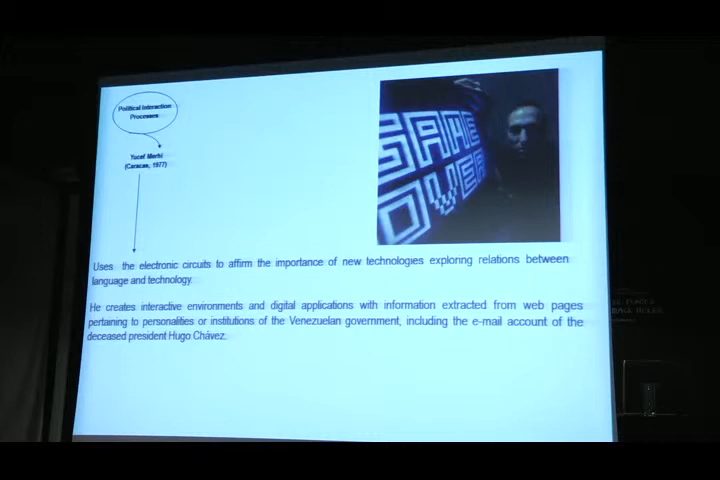 Political Interaction
Processes
Yucef Merhi
(Caracas, 1977)
GAME
OVER
Uses the electronic circuits to affirm the importance of new technologies exploring relations between
language and technology.
He creates interactive environments and digital applications with information extracted from web pages
pertaining to personalities or institutions of the Venezuelan government, including the e-mail account of the
deceased president Hugo Chávez.